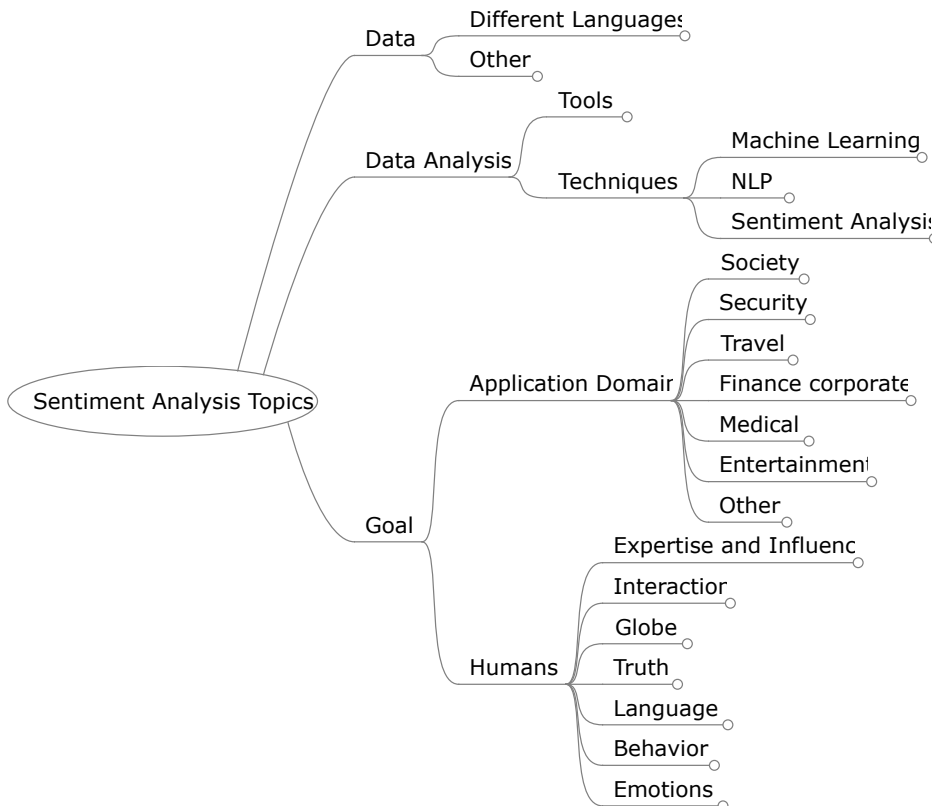 Different Languages
Data
Other
Tools
Data Analysis
Machine Learning
Techniques
NLP
Sentiment Analysis
Society
Security
Travel
Sentiment Analysis Topics
Application Domain
Finance corporate
Medical
Entertainment
Other
Goal
Expertise and Influenc
Interaction
Globe
Humans
Truth
Language
Behavior
Emotions